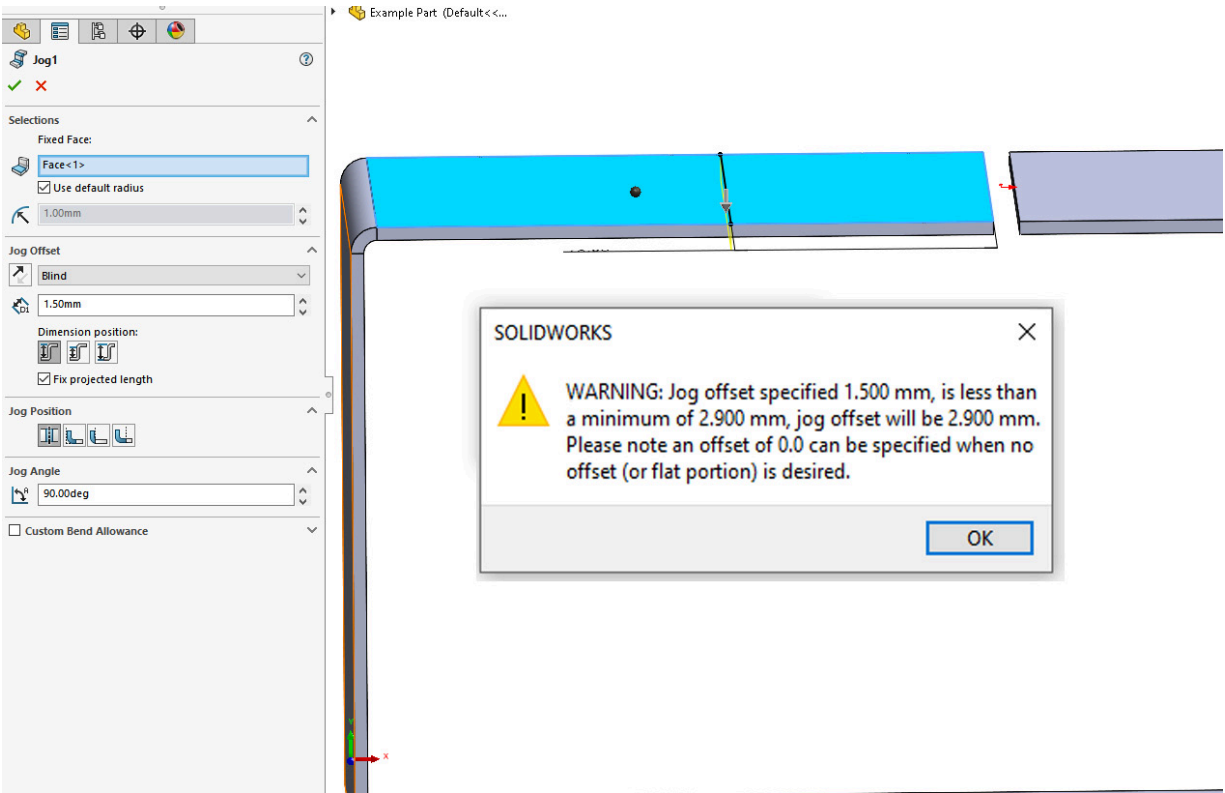 Example Part (Default<<...
Jog1
Selections
Fixed Face:
Face<1>
Use default radius
1.00mm
Jog Offset
Blind
D1
1.50mm
Dimension position:
Fix projected length
Jog Position
Jog Angle
90.00deg
Custom Bend Allowance
SOLIDWORKS
WARNING: Jog offset specified 1.500 mm, is less than
a minimum of 2.900 mm, jog offset will be 2.900 mm.
Please note an offset of 0.0 can be specified when no
offset (or flat portion) is desired.
OK
Y
X